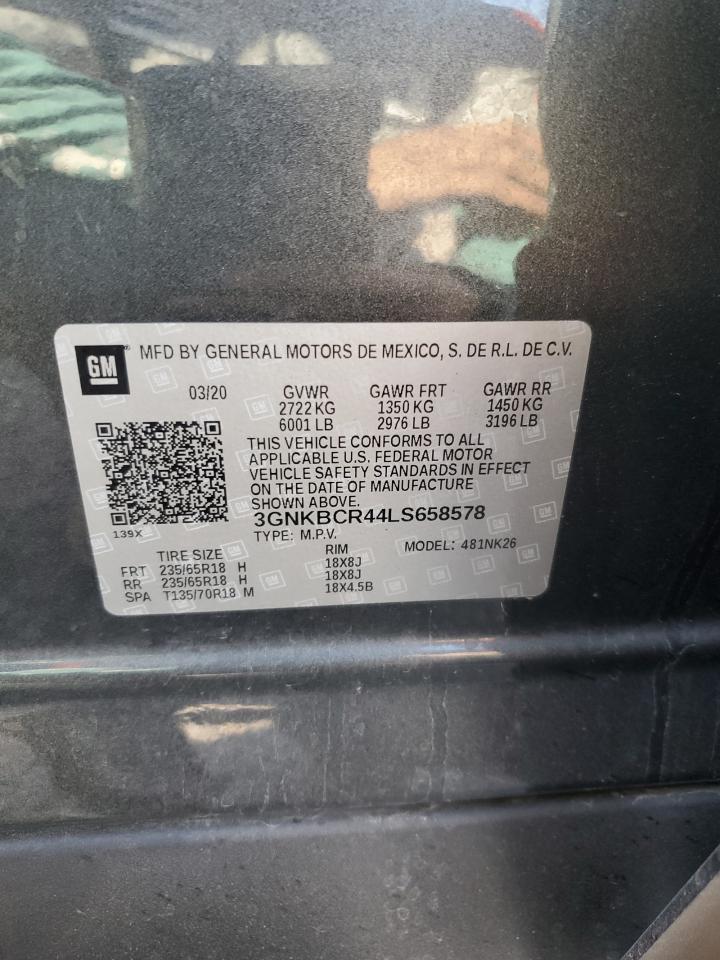 GM
® MFD BY GENERAL MOTORS DE MEXICO, S. DE R.L. DE C.V.
03/20 GVWR GAWR FRT GAWR RR
2722 KG 1350 KG 1450 KG
6001 LB 2976 LB 3196 LB
THIS VEHICLE CONFORMS TO ALL
APPLICABLE U.S. FEDERAL MOTOR
VEHICLE SAFETY STANDARDS IN EFFECT
ON THE DATE OF MANUFACTURE
SHOWN ABOVE.
3GNKBCR44LS658578
139X
TYPE: M.P.V. MODEL: 481NK26
TIRE SIZE RIM
FRT 235/65R18 H 18X8J
RR 235/65R18 H 18X8J
SPA T135/70R18 M 18X4.5B